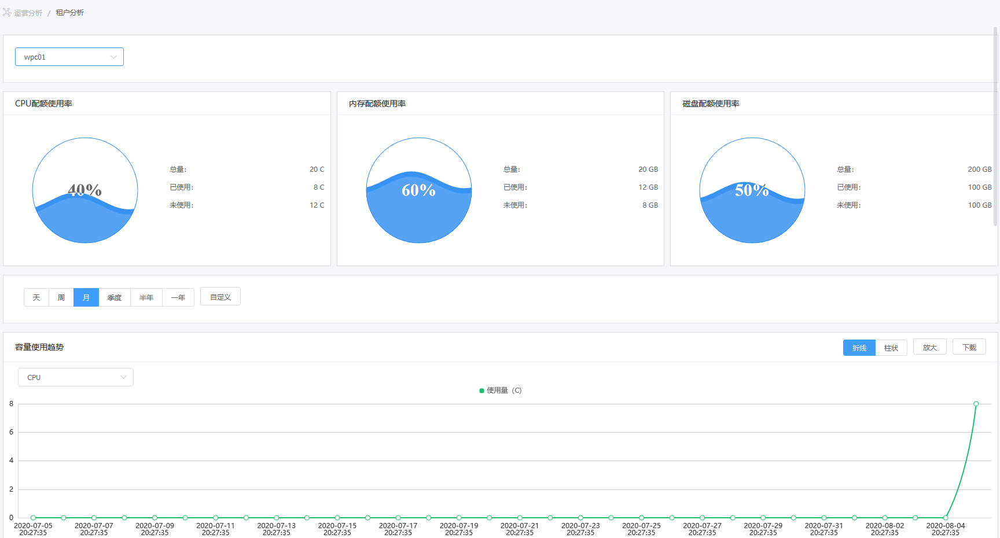 运营分析 / 租户分析
wpc01
CPU配额使用率
40%
总量: 20 C
已使用: 8 C
未使用: 12 C
内存配额使用率
60%
总量: 20 GB
已使用: 12 GB
未使用: 8 GB
磁盘配额使用率
50%
总量: 200 GB
已使用: 100 GB
未使用: 100 GB
天 周 月 季度 半年 一年 自定义
容量使用趋势
折线 柱状 放大 下载
CPU
使用量（C)
8
6
4
2
0
2020-07-05 20:27:35
2020-07-07 20:27:35
2020-07-09 20:27:35
2020-07-11 20:27:35
2020-07-13 20:27:35
2020-07-15 20:27:35
2020-07-17 20:27:35
2020-07-19 20:27:35
2020-07-21 20:27:35
2020-07-23 20:27:35
2020-07-25 20:27:35
2020-07-27 20:27:35
2020-07-29 20:27:35
2020-07-31 20:27:35
2020-08-02 20:27:35
2020-08-04 20:27:35